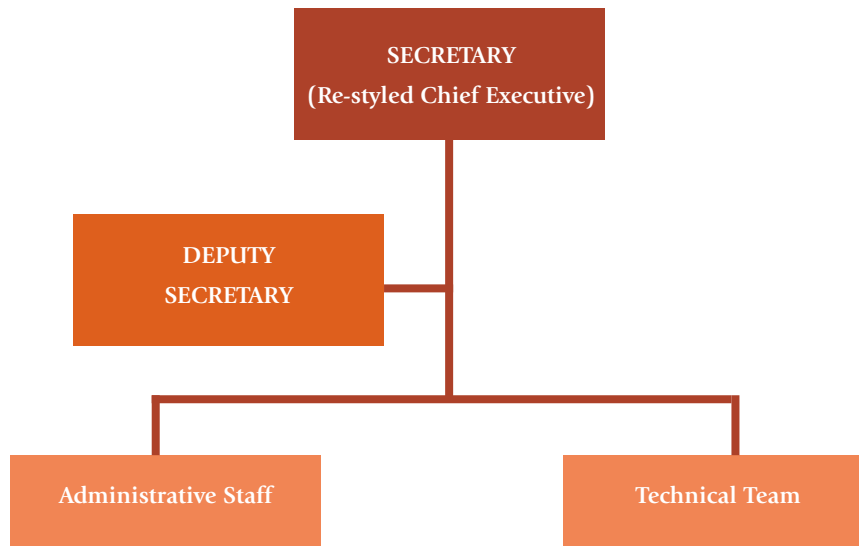 SECRETARY
(Re-styled Chief Executive)
DEPUTY
SECRETARY
Administrative Staff
Technical Team